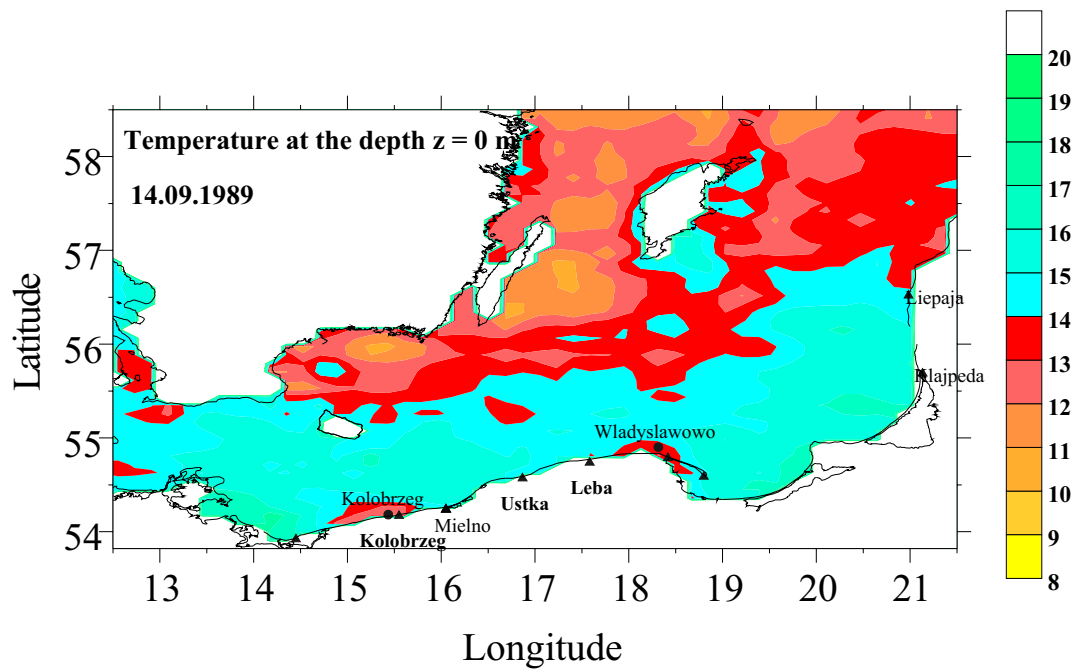 Temperature at the depth z = 0 m
14.09.1989
Latitude
58
57
56
55
54
Liepaja
Klajpeda
Wladyslawowo
Leba
Ustka
Kolobrzeg
Mielno
Kolobrzeg
13 14 15 16 17 18 19 20 21
Longitude
20
19
18
17
16
15
14
13
12
11
10
9
8